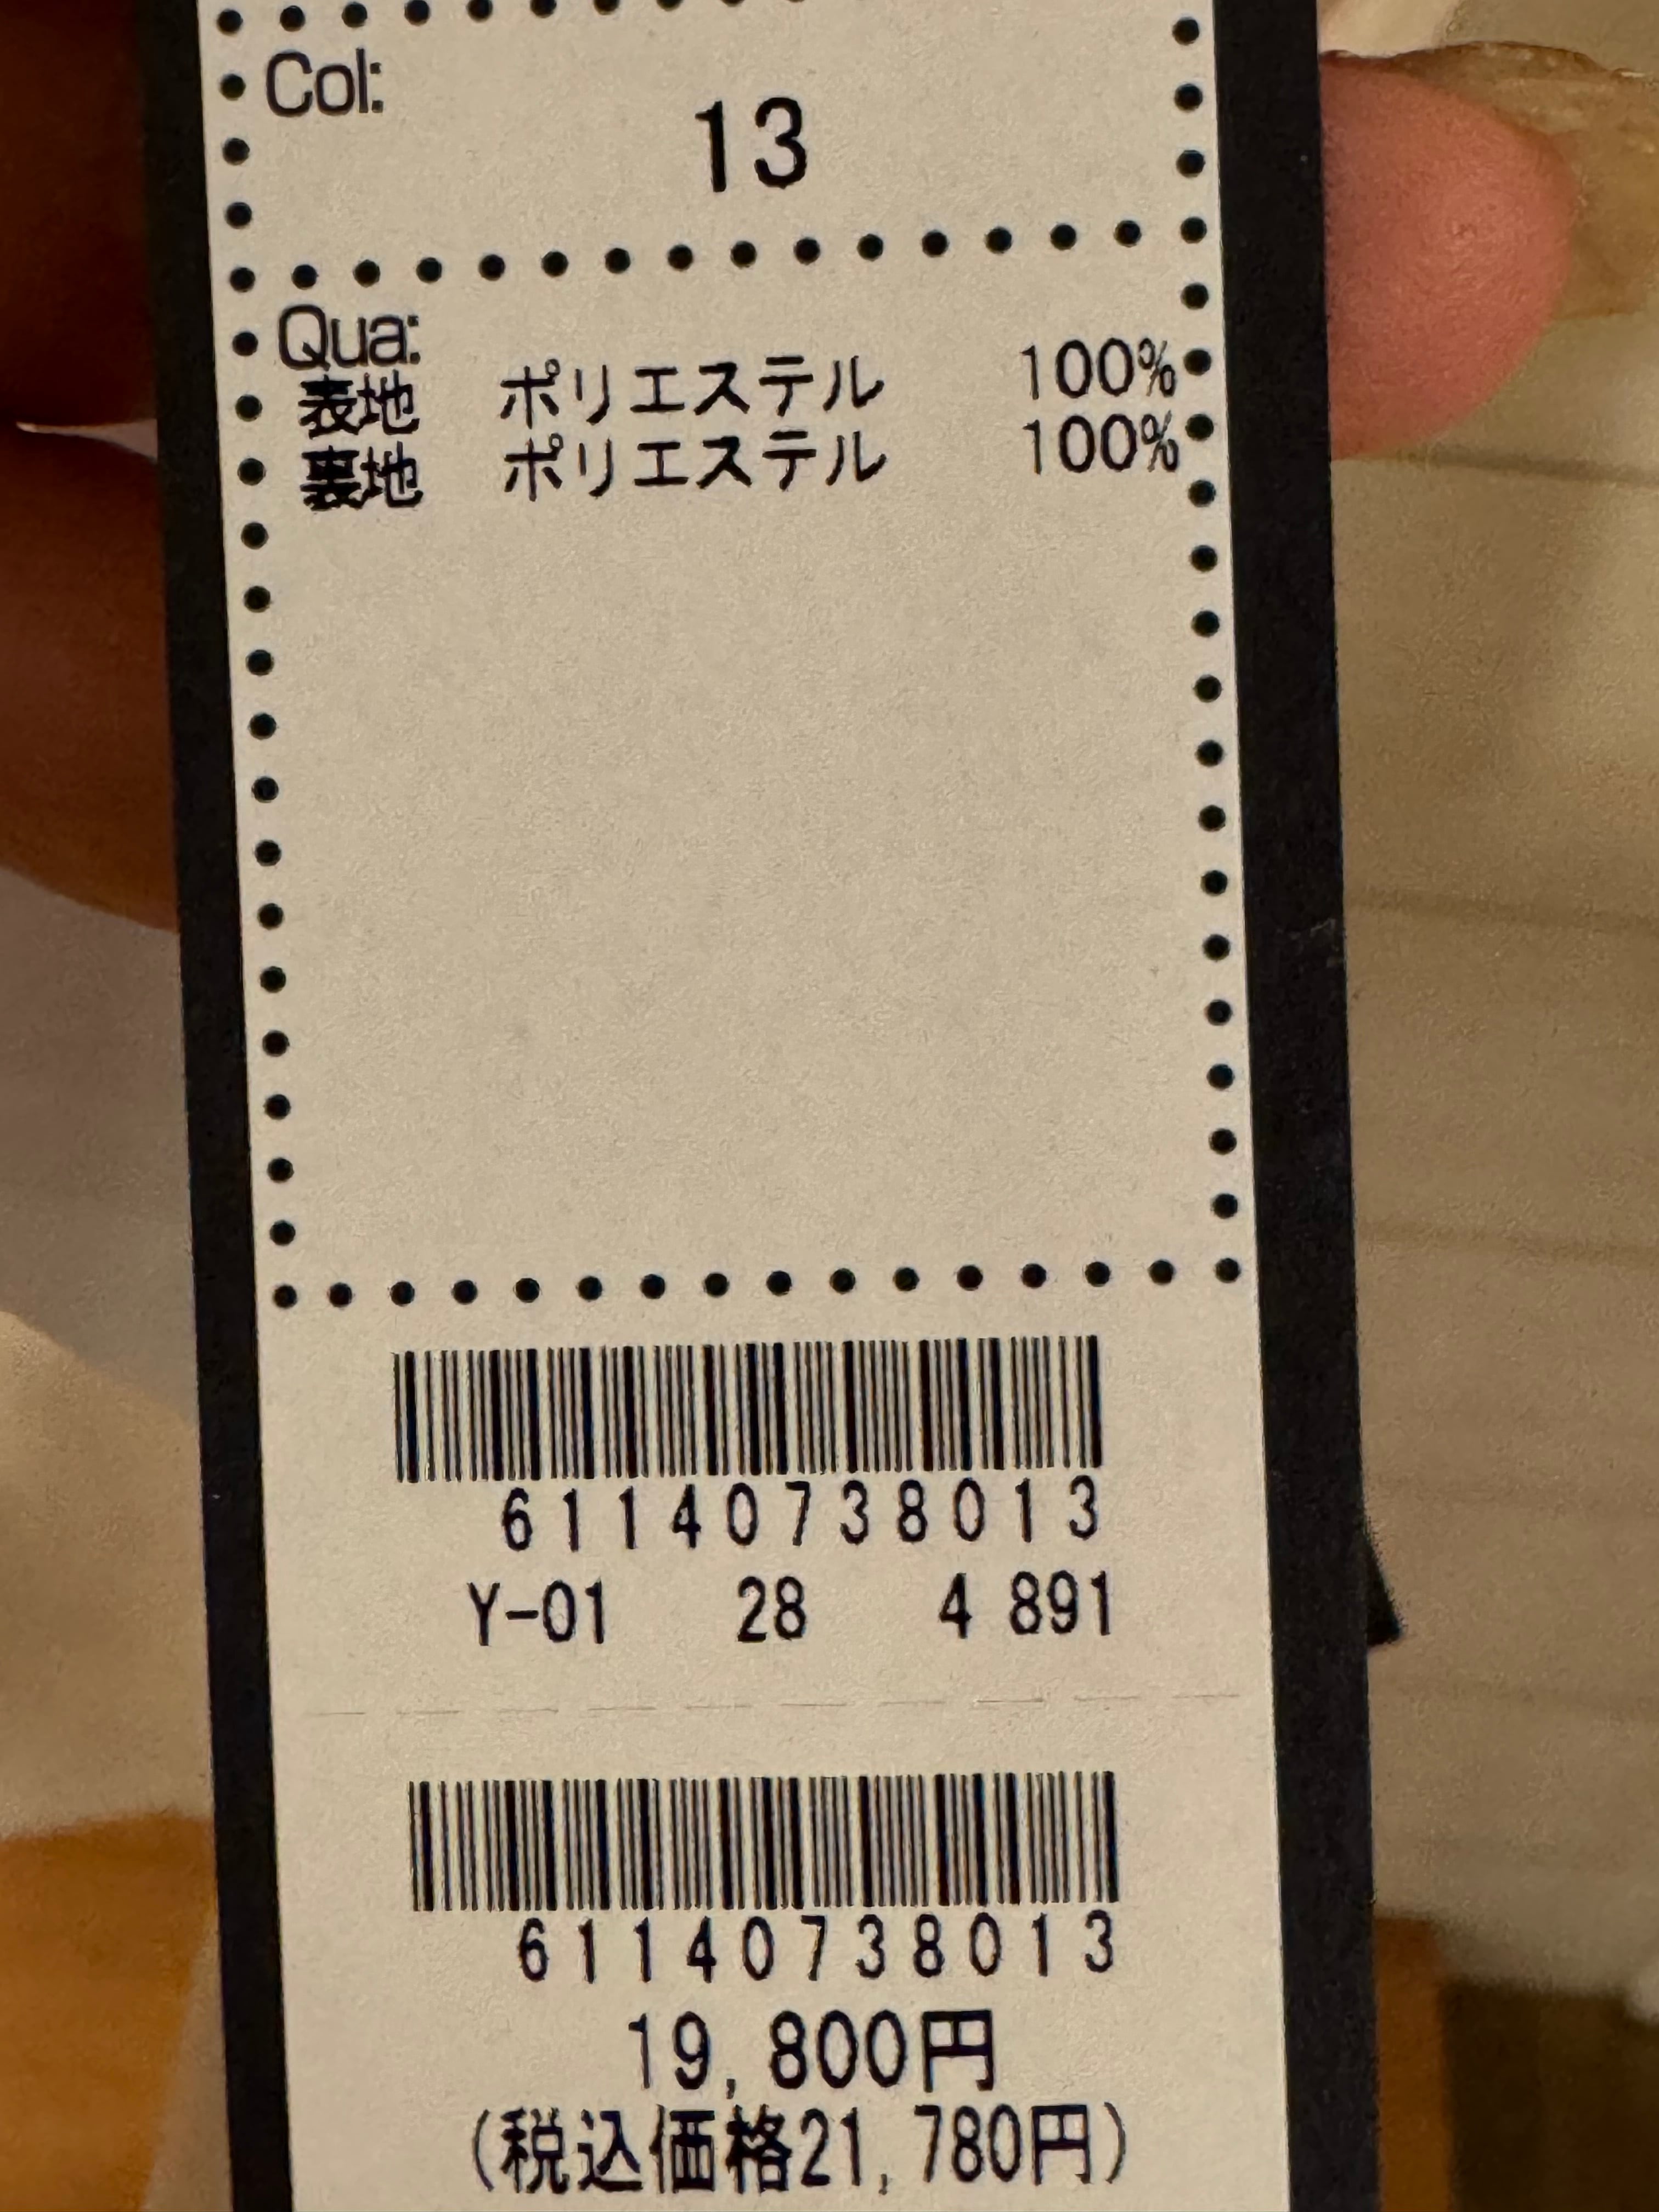 Col:
13
Qua:
表地 ポリエステル 100%
裏地 ポリエステル 100%
61140738013
Y-01 28 4 891
61140738013
19,800円
(税込価格21,780円)